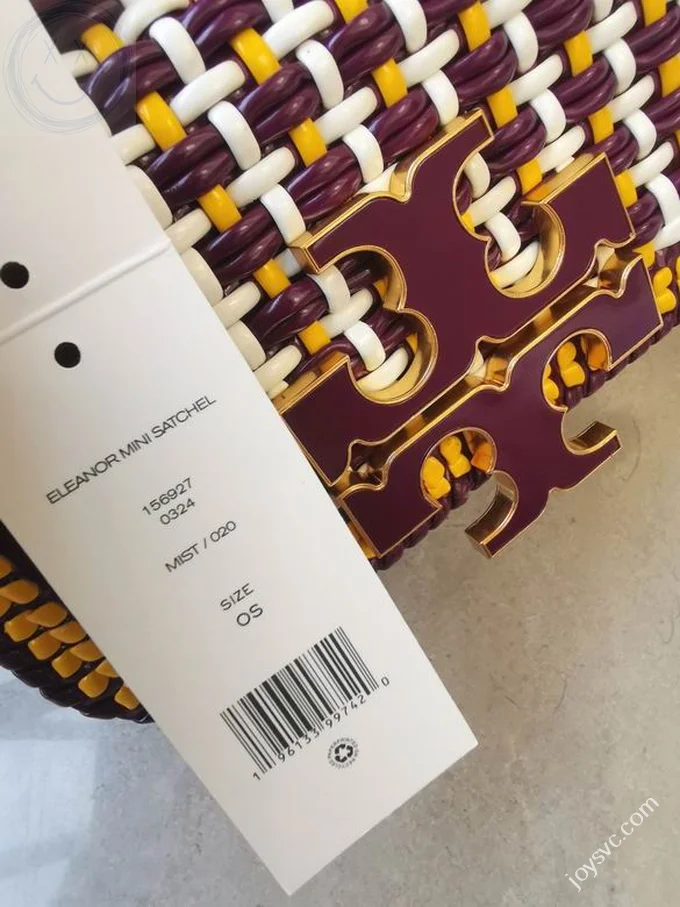 ELEANOR MINI SATCHEL
156927
0324
MIST / 020
SIZE
OS
1 96133 99742 0
joysvc.com